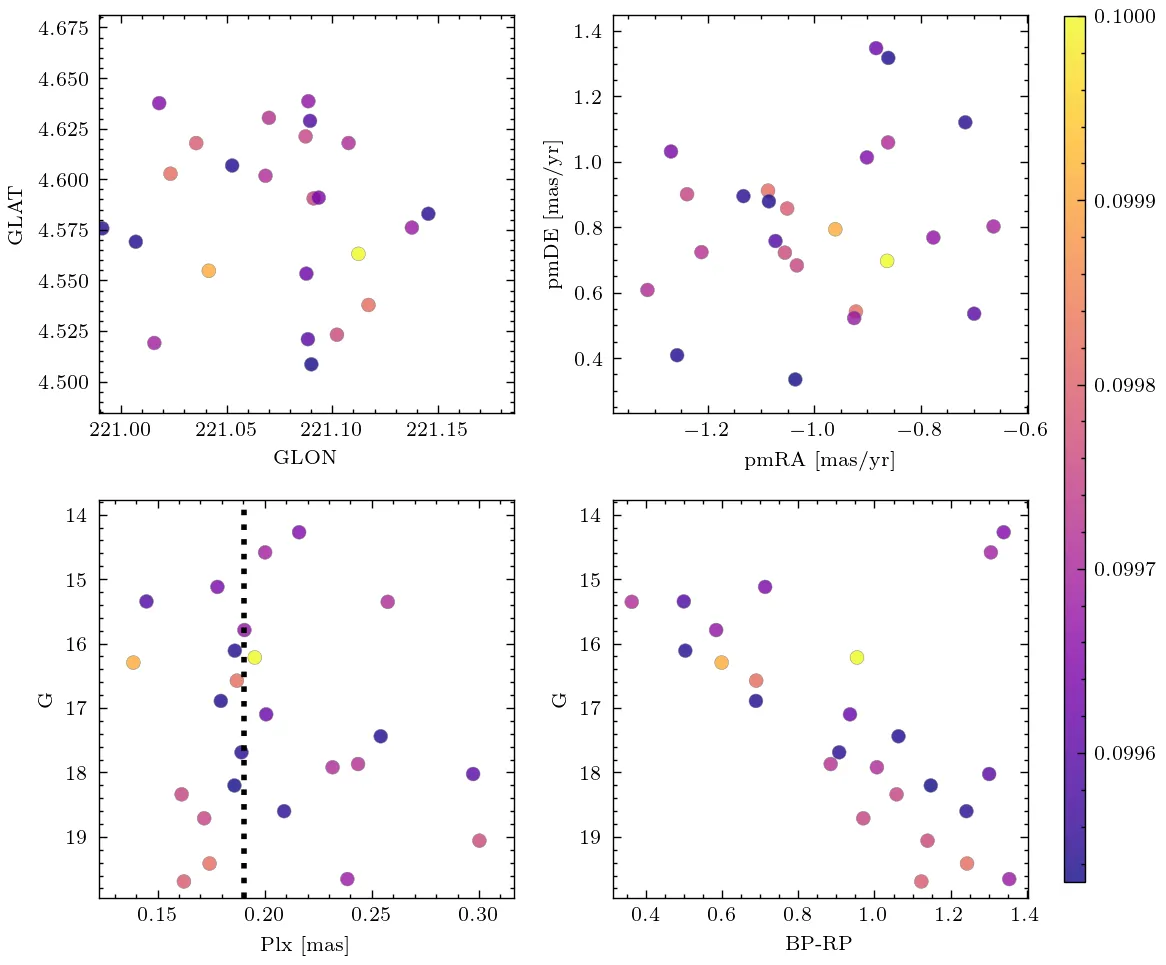 4.675
4.650
4.625
4.600
4.575
4.550
4.525
4.500
GLAT
221.00 221.05 221.10 221.15
GLON
1.4
1.2
1.0
0.8
0.6
0.4
pmDE [mas/yr]
−1.2 −1.0 −0.8 −0.6
pmRA [mas/yr]
0.1000
0.0999
0.0998
0.0997
0.0996
14
15
16
17
18
19
G
0.15 0.20 0.25 0.30
Plx [mas]
14
15
16
17
18
19
G
0.4 0.6 0.8 1.0 1.2 1.4
BP-RP